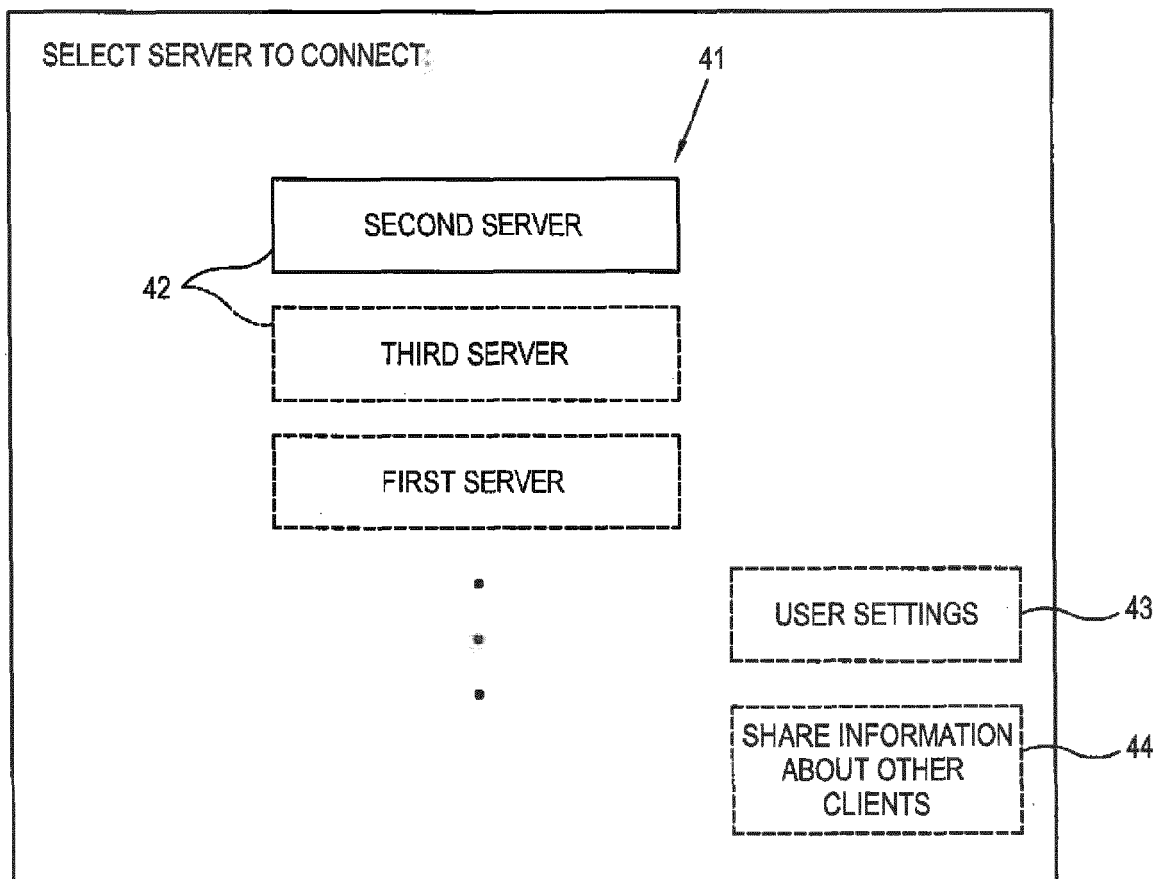 SELECT SERVER TO CONNECT:
41
SECOND SERVER
42
THIRD SERVER
FIRST SERVER
USER SETTINGS
43
SHARE INFORMATION
ABOUT OTHER
CLIENTS
44